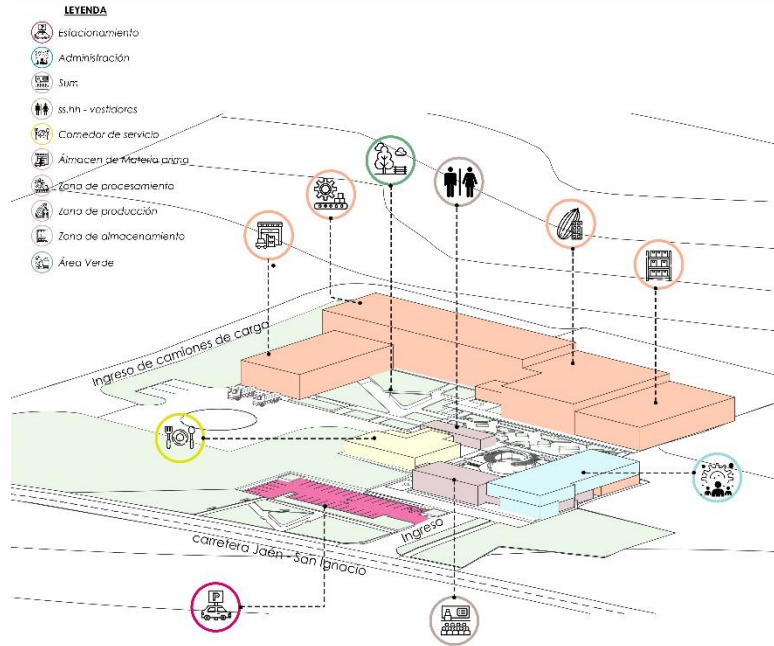 LEYENDA
Estacionamiento
Administración
Sum
ss.hh - vestidores
Comedor de servicio
Álmacen de Materia prima
Zona de procesamiento
Zona de producción
Zona de almacenamiento
Área Verde
Ingreso de camiones de carga
Ingreso
carretera Jaén - San Ignacio
P